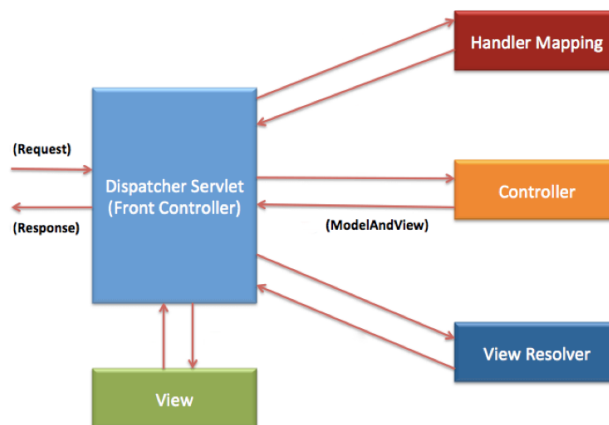 Handler Mapping
(Request)
Dispatcher Servlet
(Front Controller)
Controller
(Response)
(ModelAndView)
View Resolver
View